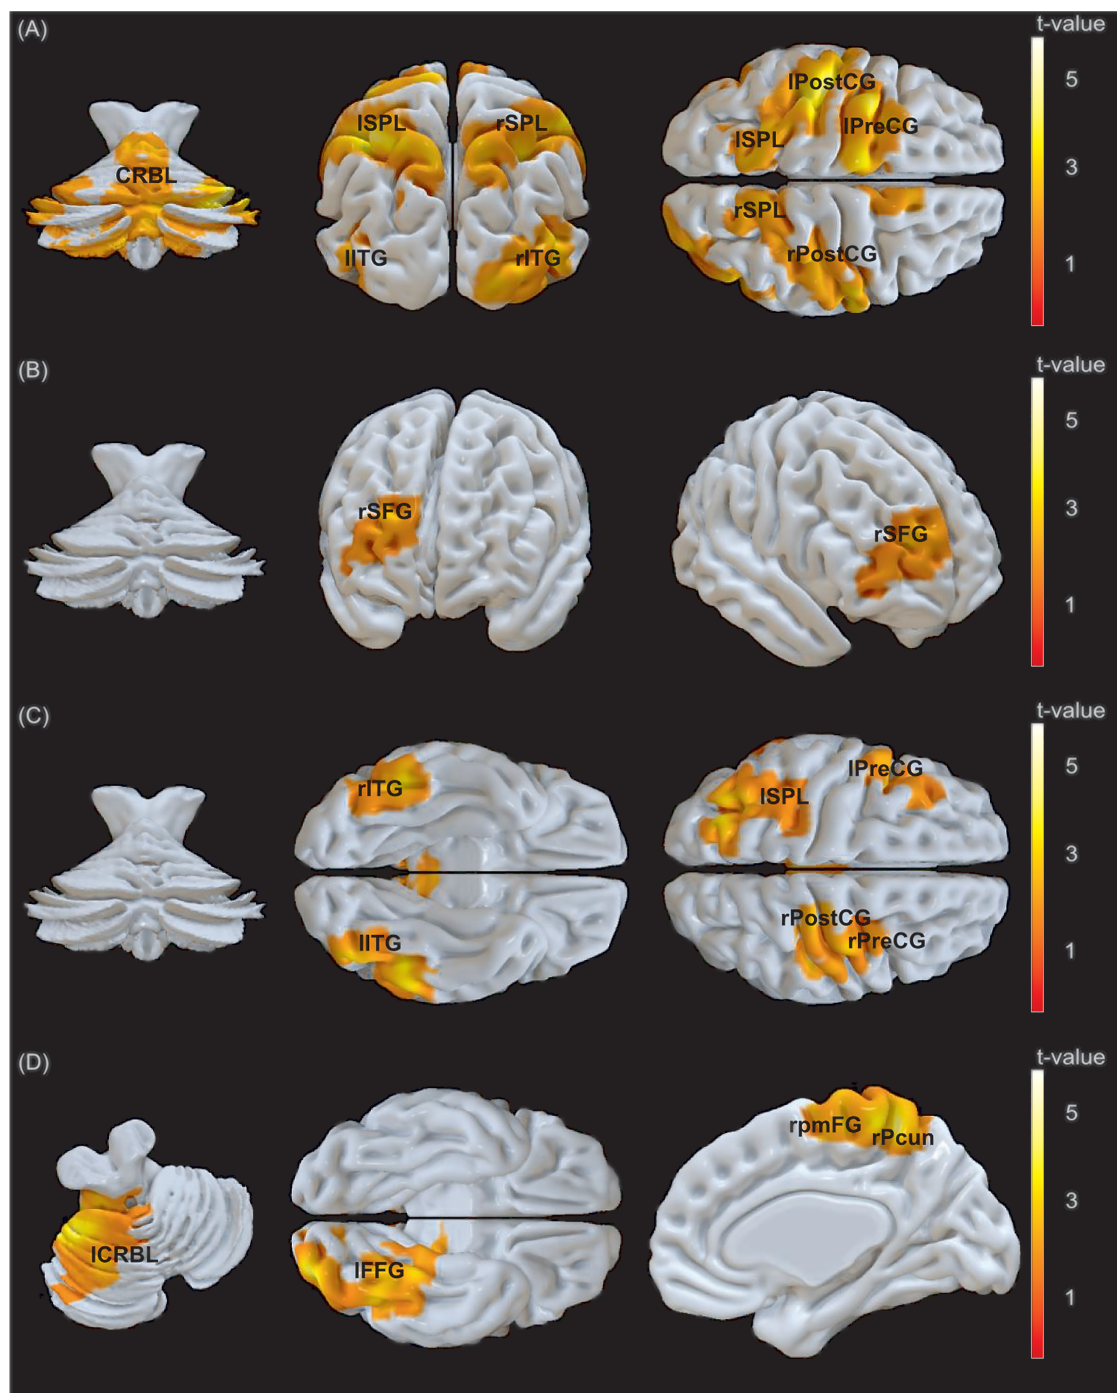 (A)
t-value
5
3
1
CRBL
lSPL
rSPL
lITG
rITG
lPostCG
lPreCG
lSPL
rSPL
rPostCG
(B)
t-value
5
3
1
rSFG
rSFG
(C)
t-value
5
3
1
rITG
lITG
lPreCG
lSPL
rPostCG
rPreCG
(D)
t-value
5
3
1
lCRBL
lFFG
rpmFG
rPcun